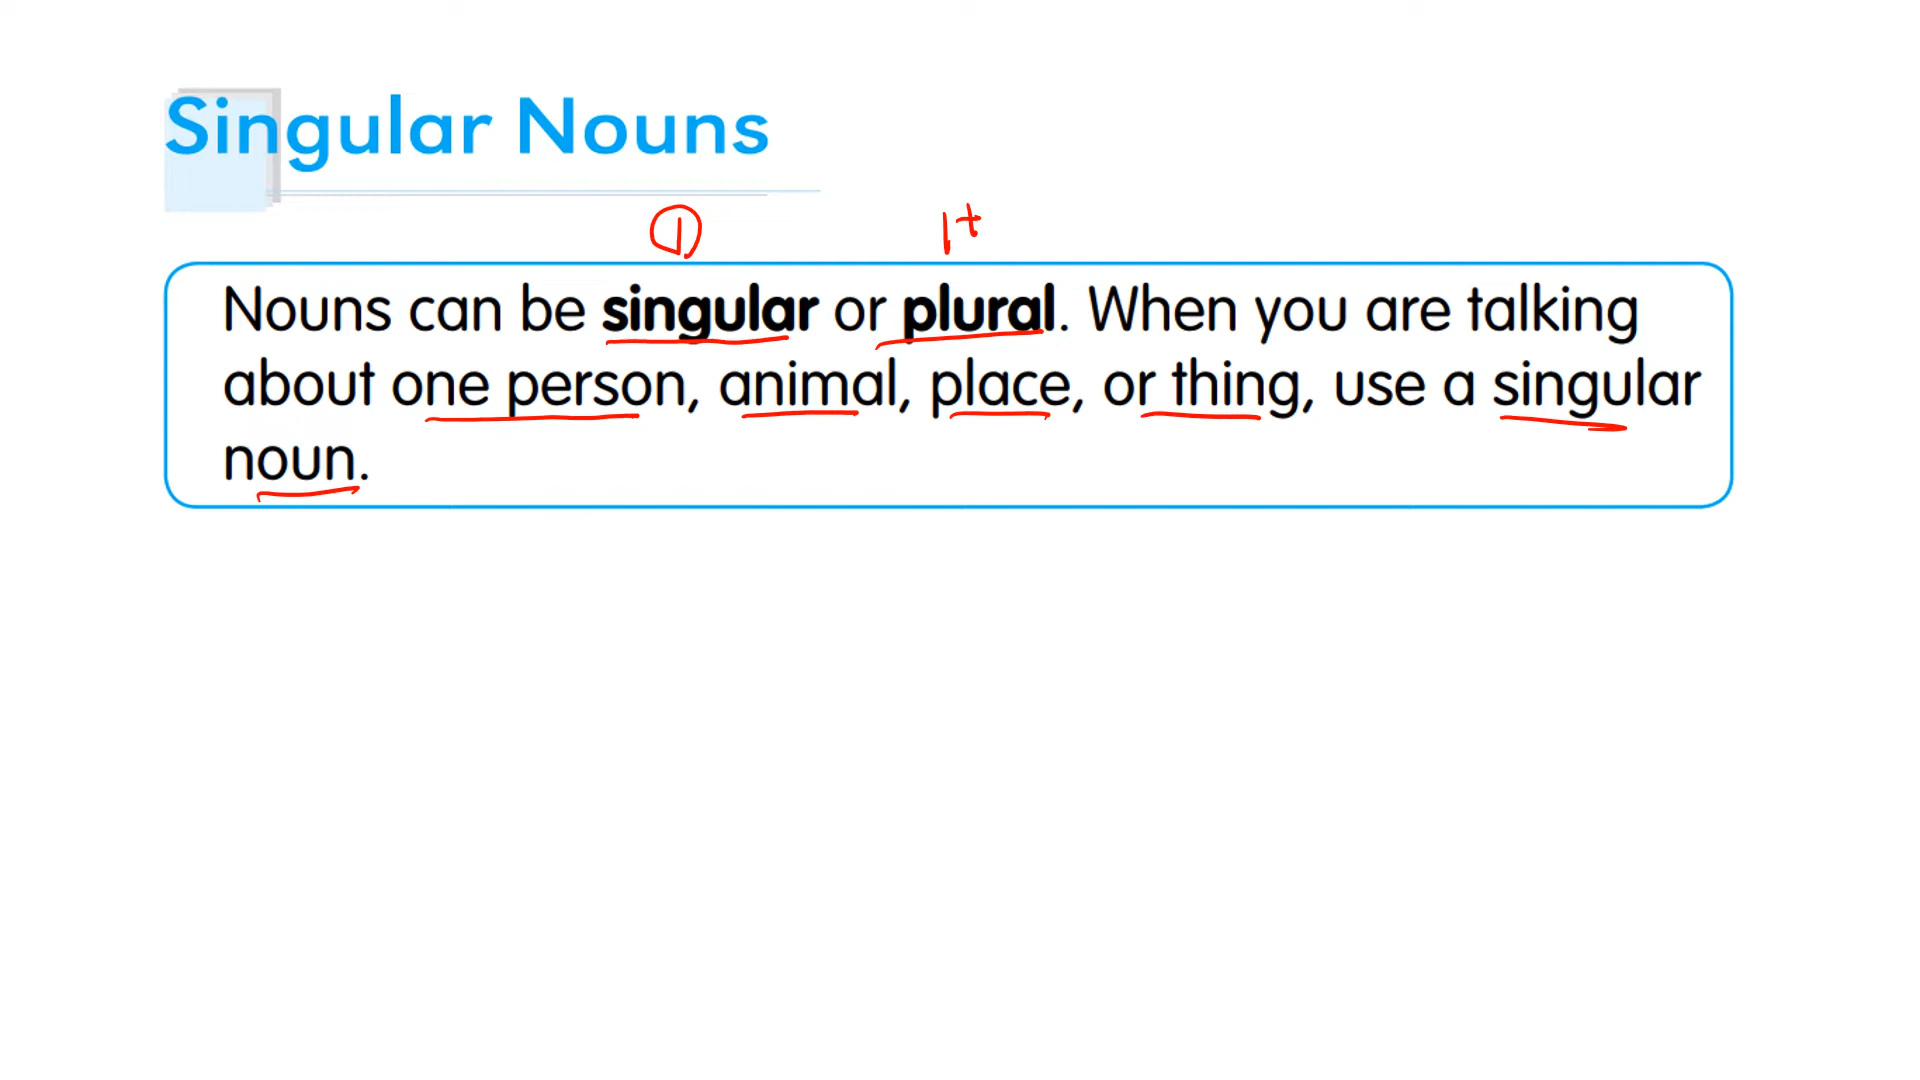 Singular Nouns
① 1+
Nouns can be singular or plural. When you are talking
about one person, animal, place, or thing, use a singular
noun.